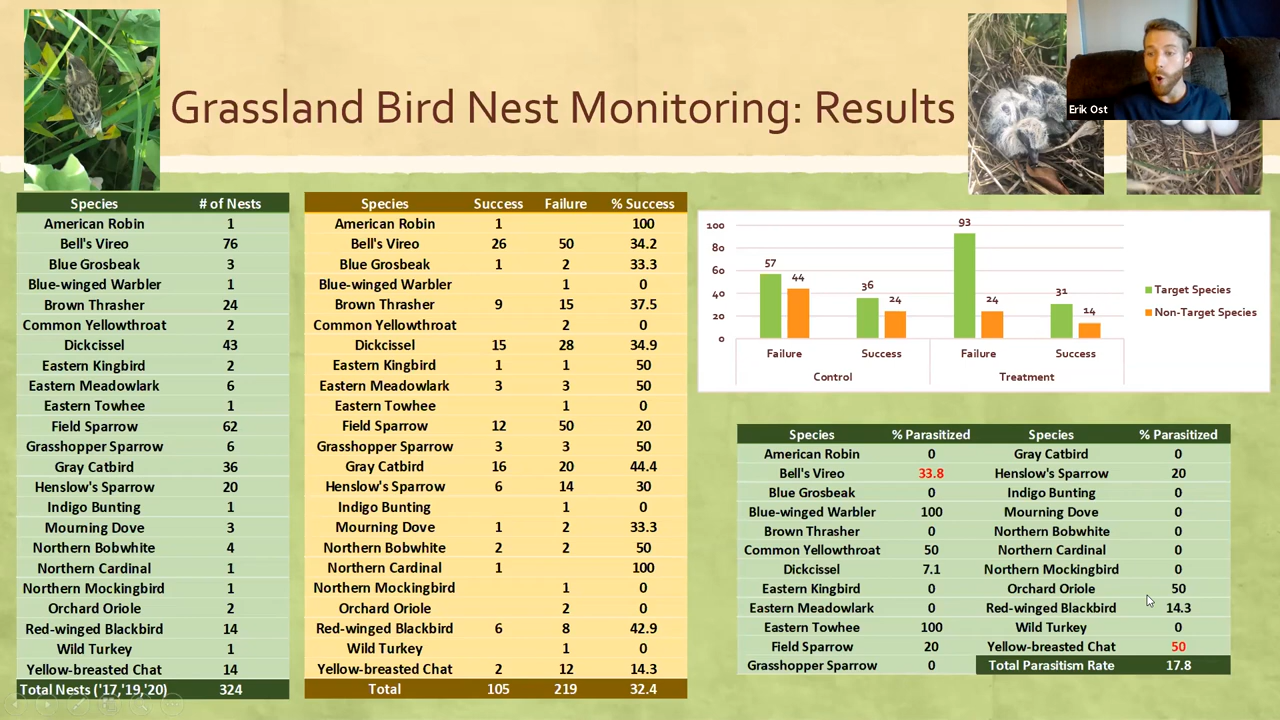 Grassland Bird Nest Monitoring: Results
Erik Ost
Species # of Nests
American Robin 1
Bell's Vireo 76
Blue Grosbeak 3
Blue-winged Warbler 1
Brown Thrasher 24
Common Yellowthroat 2
Dickcissel 43
Eastern Kingbird 2
Eastern Meadowlark 6
Eastern Towhee 1
Field Sparrow 62
Grasshopper Sparrow 6
Gray Catbird 36
Henslow's Sparrow 20
Indigo Bunting 1
Mourning Dove 3
Northern Bobwhite 4
Northern Cardinal 1
Northern Mockingbird 1
Orchard Oriole 2
Red-winged Blackbird 14
Wild Turkey 1
Yellow-breasted Chat 14
Total Nests ('17,'19,'20) 324
Species Success Failure % Success
American Robin 1 100
Bell's Vireo 26 50 34.2
Blue Grosbeak 1 2 33.3
Blue-winged Warbler 1 0
Brown Thrasher 9 15 37.5
Common Yellowthroat 2 0
Dickcissel 15 28 34.9
Eastern Kingbird 1 1 50
Eastern Meadowlark 3 3 50
Eastern Towhee 1 0
Field Sparrow 12 50 20
Grasshopper Sparrow 3 3 50
Gray Catbird 16 20 44.4
Henslow's Sparrow 6 14 30
Indigo Bunting 1 0
Mourning Dove 1 2 33.3
Northern Bobwhite 2 2 50
Northern Cardinal 1 100
Northern Mockingbird 1 0
Orchard Oriole 2 0
Red-winged Blackbird 6 8 42.9
Wild Turkey 1 0
Yellow-breasted Chat 2 12 14.3
Total 105 219 32.4
100
80
60
40
20
0
57
44
36
24
93
24
31
14
Failure Success Failure Success
Control Treatment
Target Species
Non-Target Species
Species % Parasitized Species % Parasitized
American Robin 0 Gray Catbird 0
Bell's Vireo 33.8 Henslow's Sparrow 20
Blue Grosbeak 0 Indigo Bunting 0
Blue-winged Warbler 100 Mourning Dove 0
Brown Thrasher 0 Northern Bobwhite 0
Common Yellowthroat 50 Northern Cardinal 0
Dickcissel 7.1 Northern Mockingbird 0
Eastern Kingbird 0 Orchard Oriole 50
Eastern Meadowlark 0 Red-winged Blackbird 14.3
Eastern Towhee 100 Wild Turkey 0
Field Sparrow 20 Yellow-breasted Chat 50
Grasshopper Sparrow 0 Total Parasitism Rate 17.8